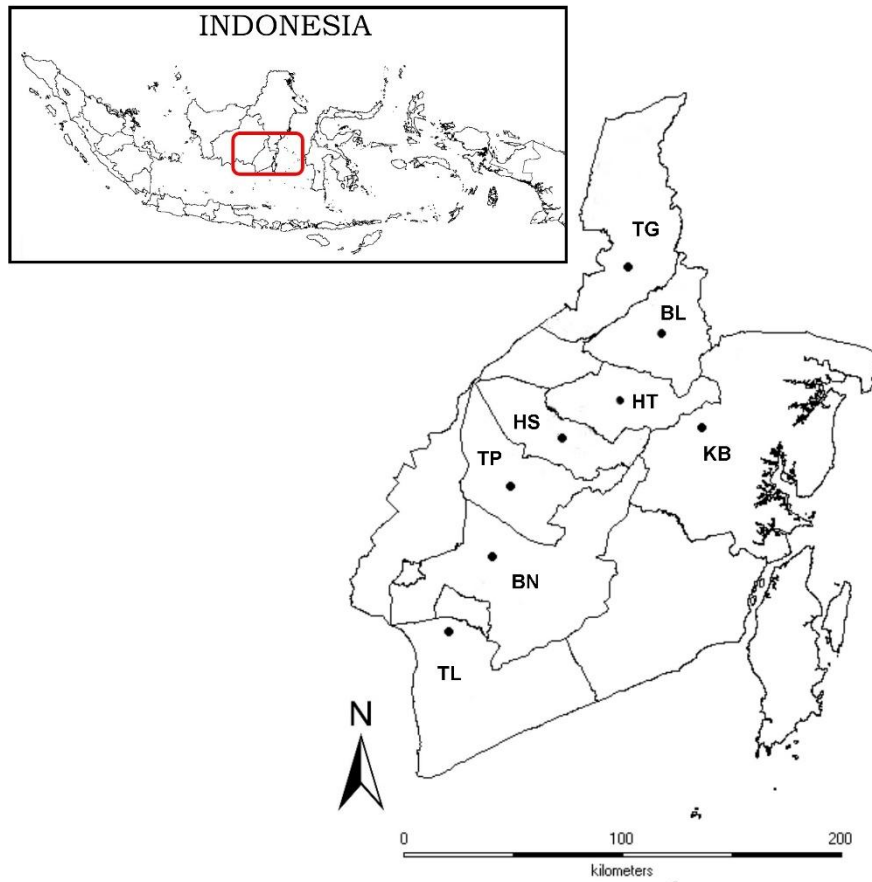 INDONESIA
TG
BL
HT
HS
KB
TP
BN
TL
N
0 100 200
kilometers